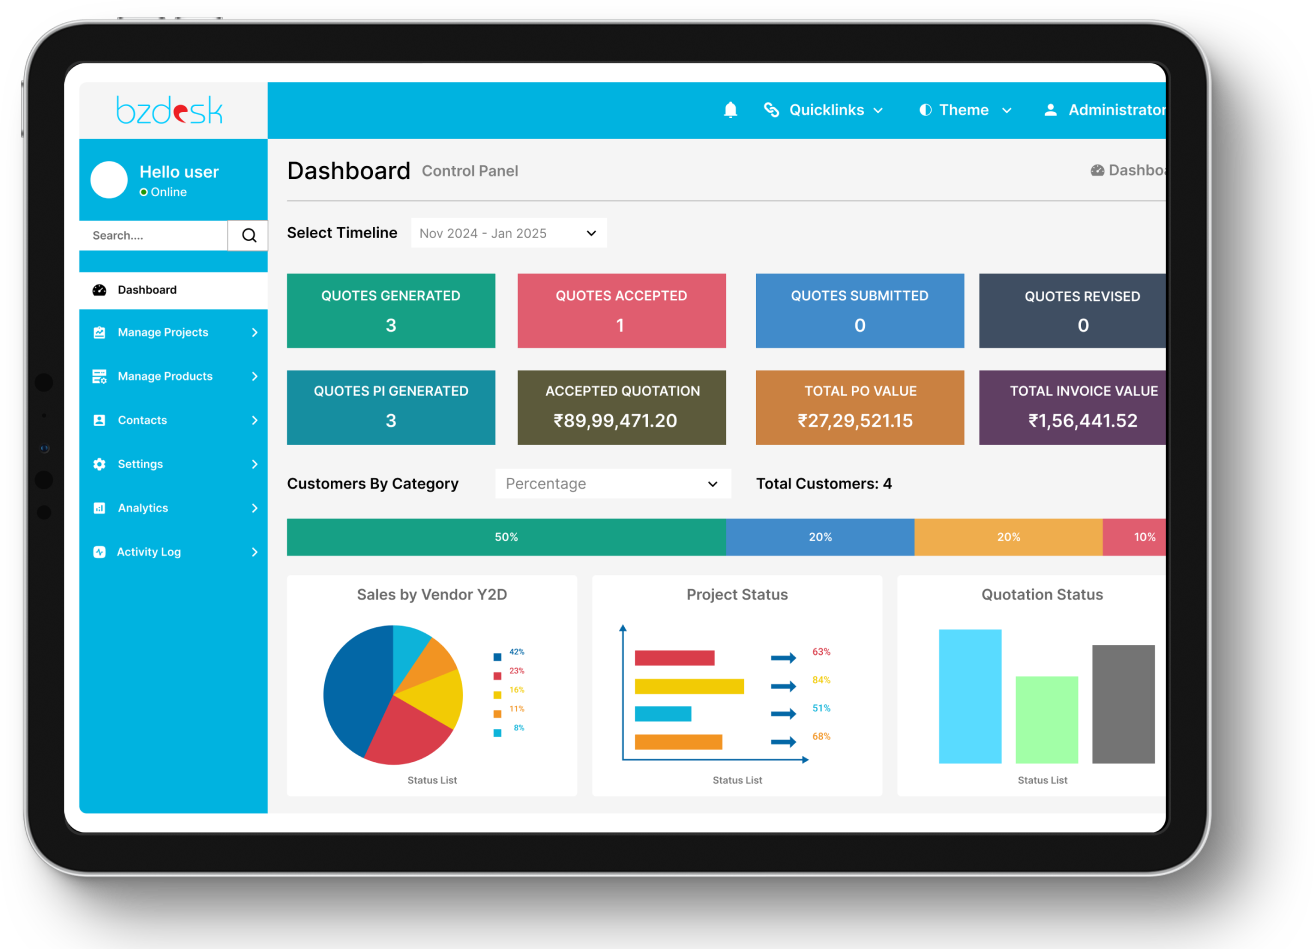 bzdesk
Quicklinks
Theme
Administrator
Hello user
Online
Search....
Dashboard
Manage Projects
Manage Products
Contacts
Settings
Analytics
Activity Log
Dashboard Control Panel
Dashboa
Select Timeline
Nov 2024 - Jan 2025
QUOTES GENERATED
3
QUOTES ACCEPTED
1
QUOTES SUBMITTED
0
QUOTES REVISED
0
QUOTES PI GENERATED
3
ACCEPTED QUOTATION
₹89,99,471.20
TOTAL PO VALUE
₹27,29,521.15
TOTAL INVOICE VALUE
₹1,56,441.52
Customers By Category
Percentage
Total Customers: 4
50%
20%
20%
10%
Sales by Vendor Y2D
42%
23%
16%
11%
8%
Status List
Project Status
63%
84%
51%
68%
Status List
Quotation Status
Status List